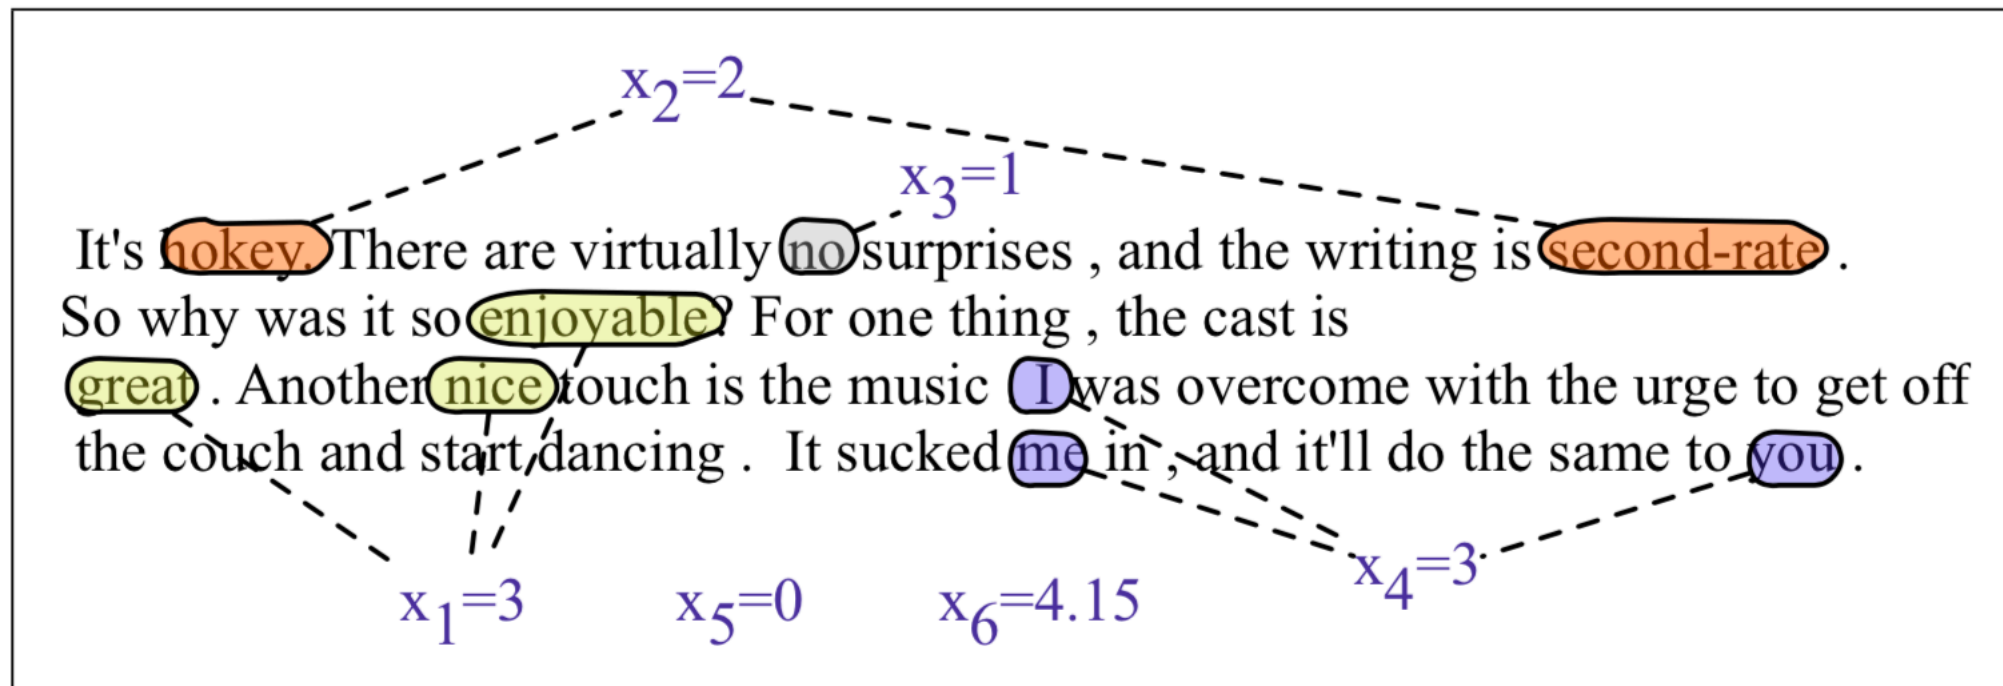 x2=2
x3=1
It's hokey. There are virtually no surprises , and the writing is second-rate .
So why was it so enjoyable? For one thing , the cast is
great . Another nice touch is the music I was overcome with the urge to get off
the couch and start dancing . It sucked me in , and it'll do the same to you .
x4=3
x1=3 x5=0 x6=4.15